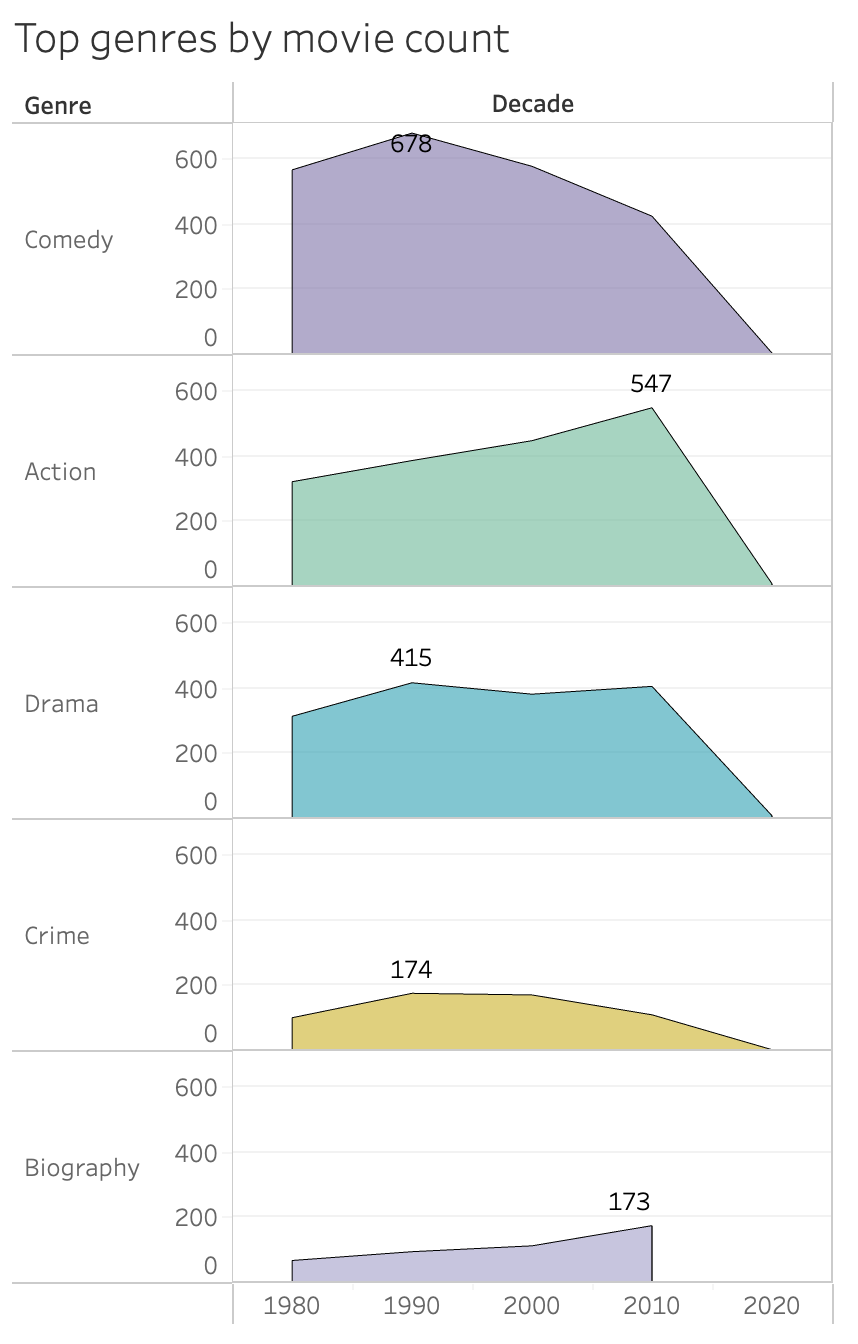 Top genres by movie count
Genre Decade
678
600
Comedy 400
200
0
547
600
Action 400
200
0
600
415
Drama 400
200
0
600
Crime 400
174
200
0
600
Biography 400
173
200
0
1980 1990 2000 2010 2020